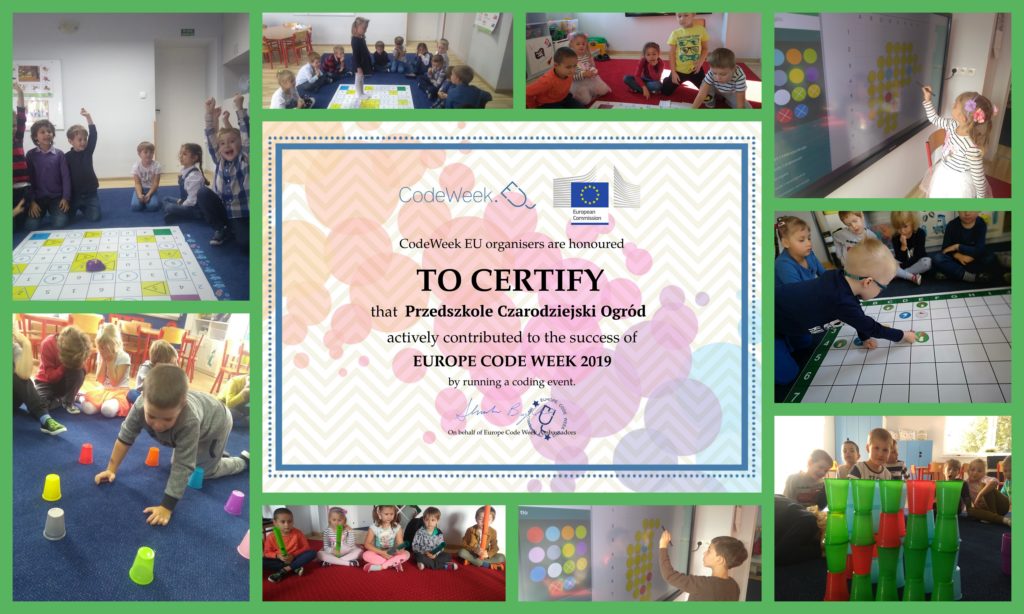 CodeWeek.EU
European
Commission
CodeWeek EU organisers are honoured
TO CERTIFY
that Przedszkole Czarodziejski Ogród
actively contributed to the success of
EUROPE CODE WEEK 2019
by running a coding event.
EUROPE CODE WEEK
On behalf of Europe Code Week Ambassadors